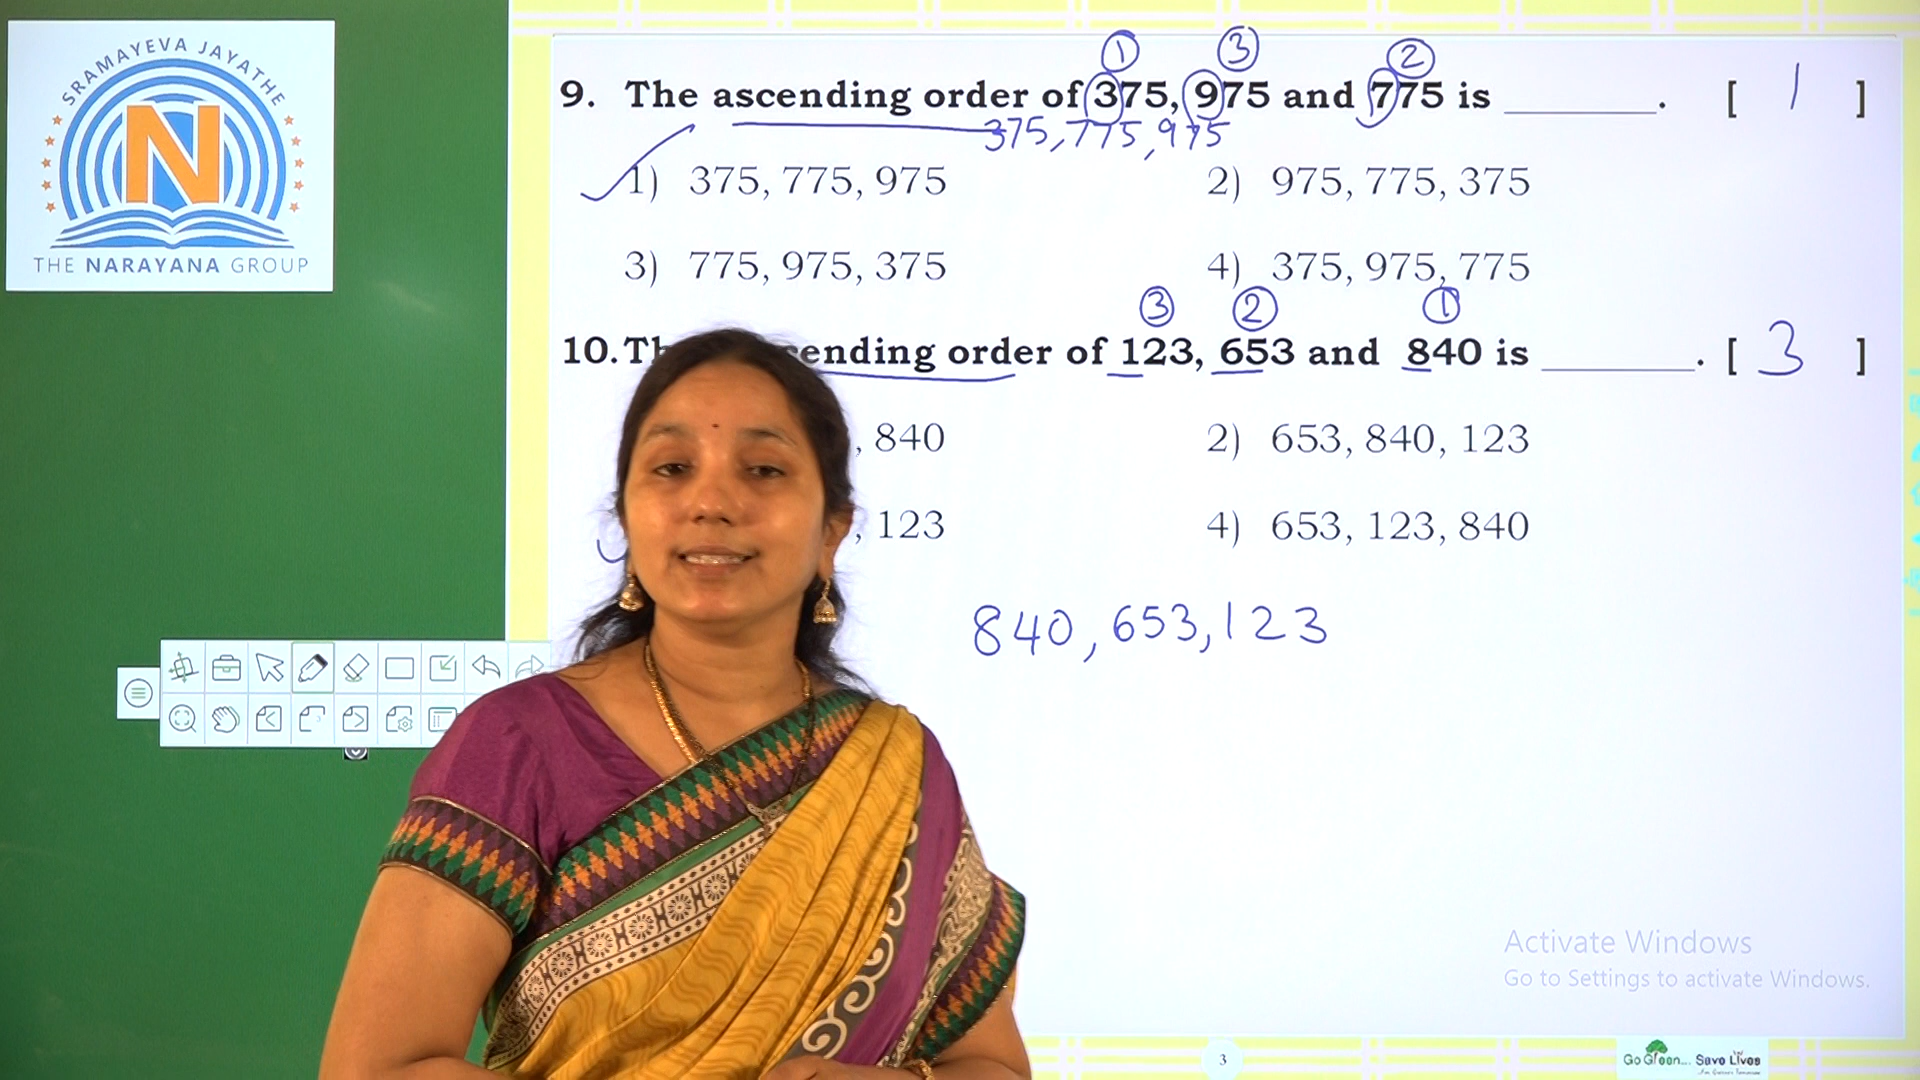 SRAMAYEVA JAYATHE
N
THE NARAYANA GROUP
① ③ ②
9. The ascending order of 375, 975 and 775 is ________. [ 1 ]
375, 775, 975
1) 375, 775, 975 2) 975, 775, 375
3) 775, 975, 375 4) 375, 975, 775
③ ② ①
10. ending order of 123, 653 and 840 is ________. [ 3 ]
, 840 2) 653, 840, 123
, 123 4) 653, 123, 840
840, 653, 123
Activate Windows
Go to Settings to activate Windows.
3
Go Green... Save Lives